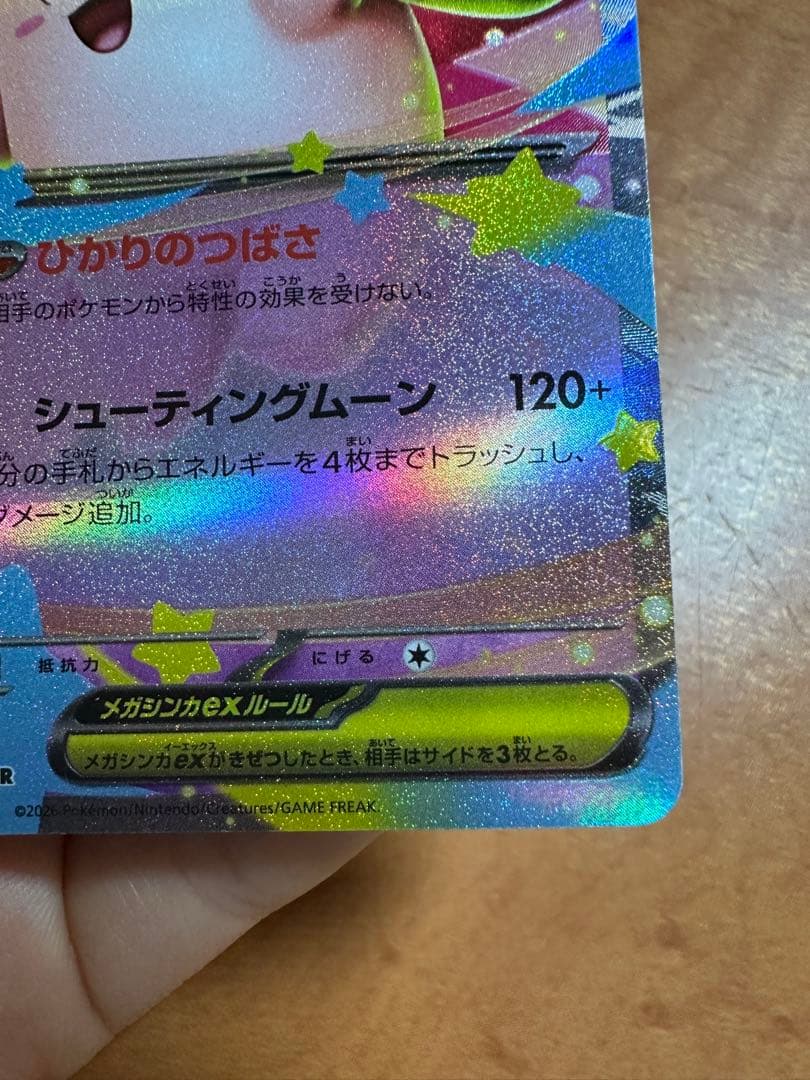 ひかりのつばさ
相手のポケモンから特性の効果を受けない。
シューティングムーン 120+
分の手札からエネルギーを4枚までトラッシュし、
ダメージ追加。
抵抗力 にげる
メガシンカexルール
メガシンカexがきぜつしたとき、相手はサイドを3枚とる。
R
©2026 Pokémon/Nintendo/Creatures/GAME FREAK.